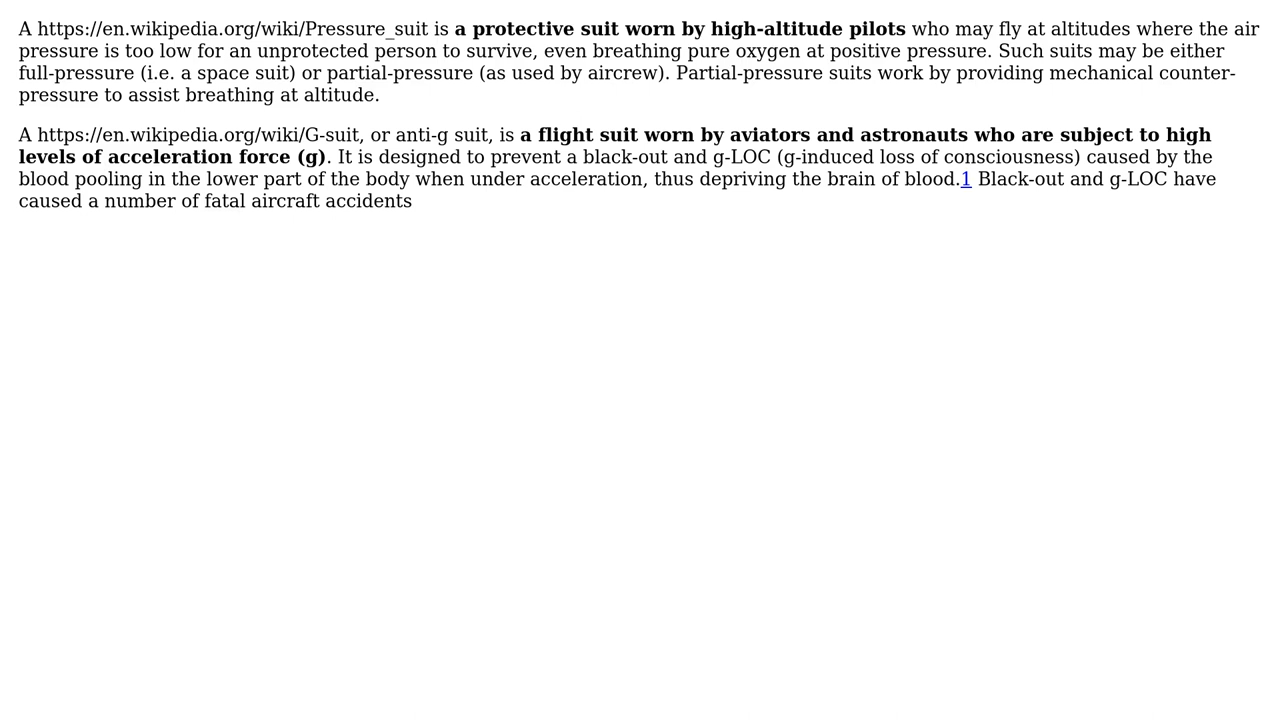 A https://en.wikipedia.org/wiki/Pressure_suit is a protective suit worn by high-altitude pilots who may fly at altitudes where the air
pressure is too low for an unprotected person to survive, even breathing pure oxygen at positive pressure. Such suits may be either
full-pressure (i.e. a space suit) or partial-pressure (as used by aircrew). Partial-pressure suits work by providing mechanical counter-
pressure to assist breathing at altitude.
A https://en.wikipedia.org/wiki/G-suit, or anti-g suit, is a flight suit worn by aviators and astronauts who are subject to high
levels of acceleration force (g). It is designed to prevent a black-out and g-LOC (g-induced loss of consciousness) caused by the
blood pooling in the lower part of the body when under acceleration, thus depriving the brain of blood.1 Black-out and g-LOC have
caused a number of fatal aircraft accidents